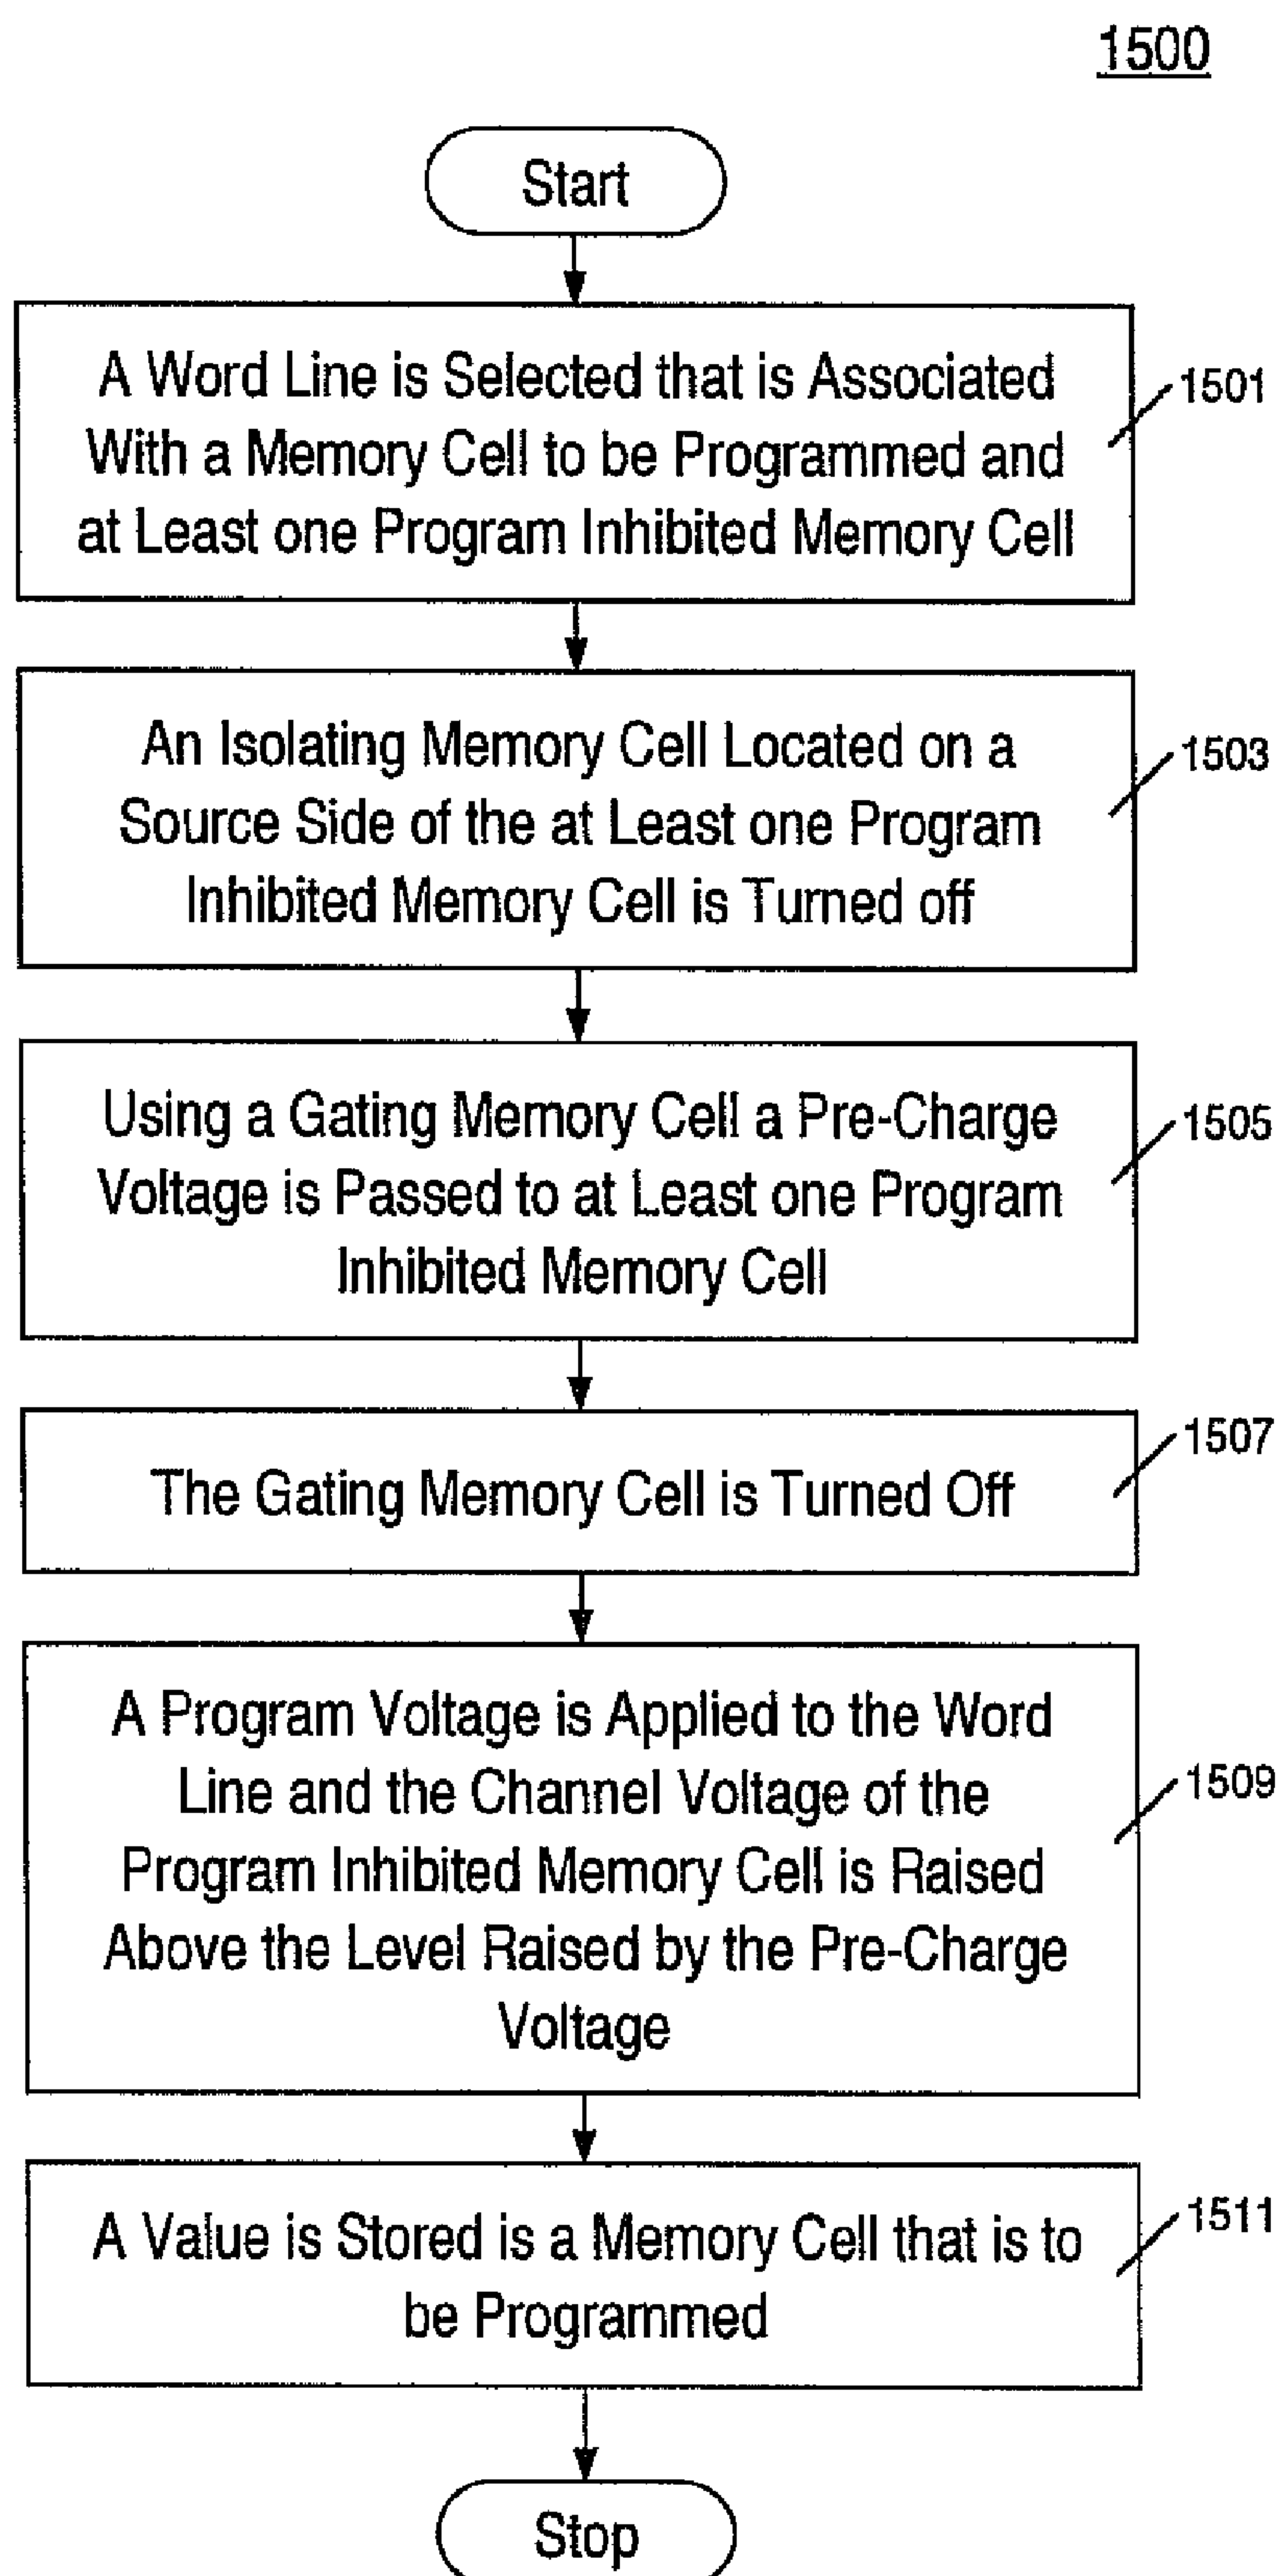 1500
Start
A Word Line is Selected that is Associated
With a Memory Cell to be Programmed and
at Least one Program Inhibited Memory Cell
1501
An Isolating Memory Cell Located on a
Source Side of the at Least one Program
Inhibited Memory Cell is Turned off
1503
Using a Gating Memory Cell a Pre-Charge
Voltage is Passed to at Least one Program
Inhibited Memory Cell
1505
The Gating Memory Cell is Turned Off
1507
A Program Voltage is Applied to the Word
Line and the Channel Voltage of the
Program Inhibited Memory Cell is Raised
Above the Level Raised by the Pre-Charge
Voltage
1509
A Value is Stored is a Memory Cell that is to
be Programmed
1511
Stop